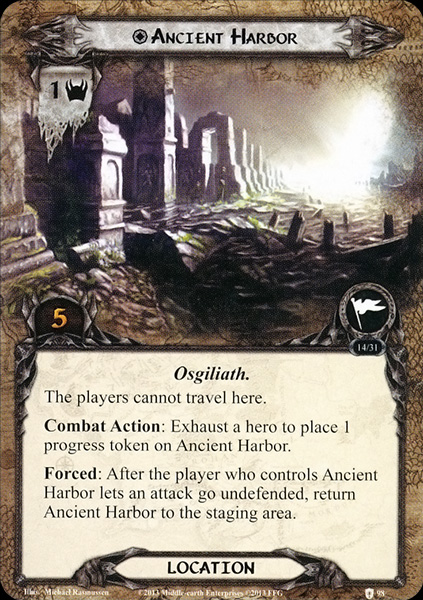 Ancient Harbor
1
5
14/31
Osgiliath.
The players cannot travel here.
Combat Action: Exhaust a hero to place 1
progress token on Ancient Harbor.
Forced: After the player who controls Ancient
Harbor lets an attack go undefended, return
Ancient Harbor to the staging area.
LOCATION
Illus. Michael Rasmussen ©2013 Middle-earth Enterprises ©2013 FFG 98